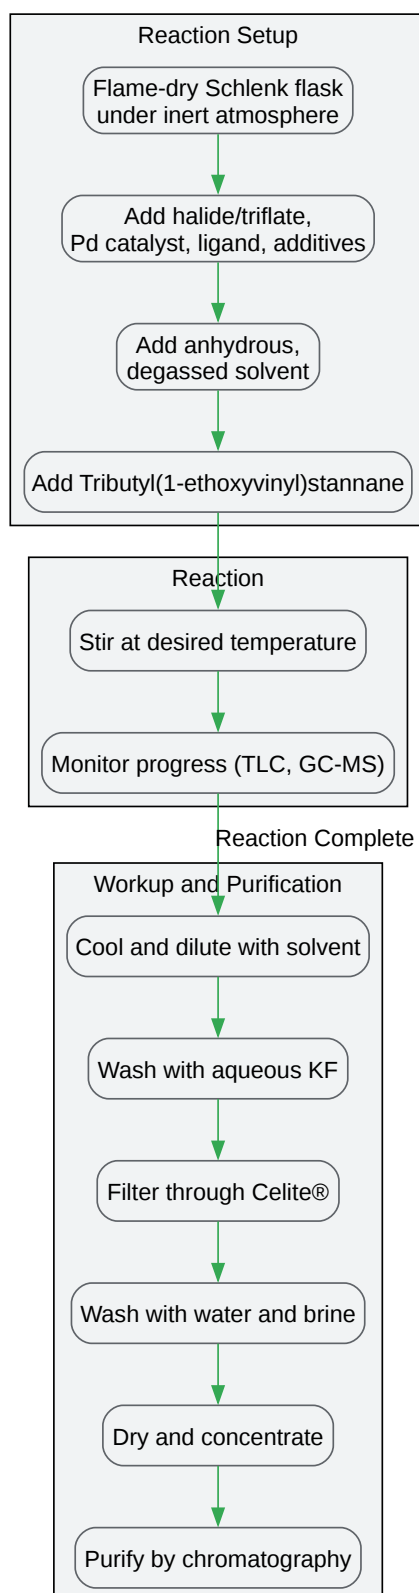 Reaction Setup
Flame-dry Schlenk flask
under inert atmosphere
Add halide/triflate,
Pd catalyst, ligand, additives
Add anhydrous,
degassed solvent
Add Tributyl(1-ethoxyvinyl)stannane
Reaction
Stir at desired temperature
Monitor progress (TLC, GC-MS)
Reaction Complete
Workup and Purification
Cool and dilute with solvent
Wash with aqueous KF
Filter through Celite®
Wash with water and brine
Dry and concentrate
Purify by chromatography